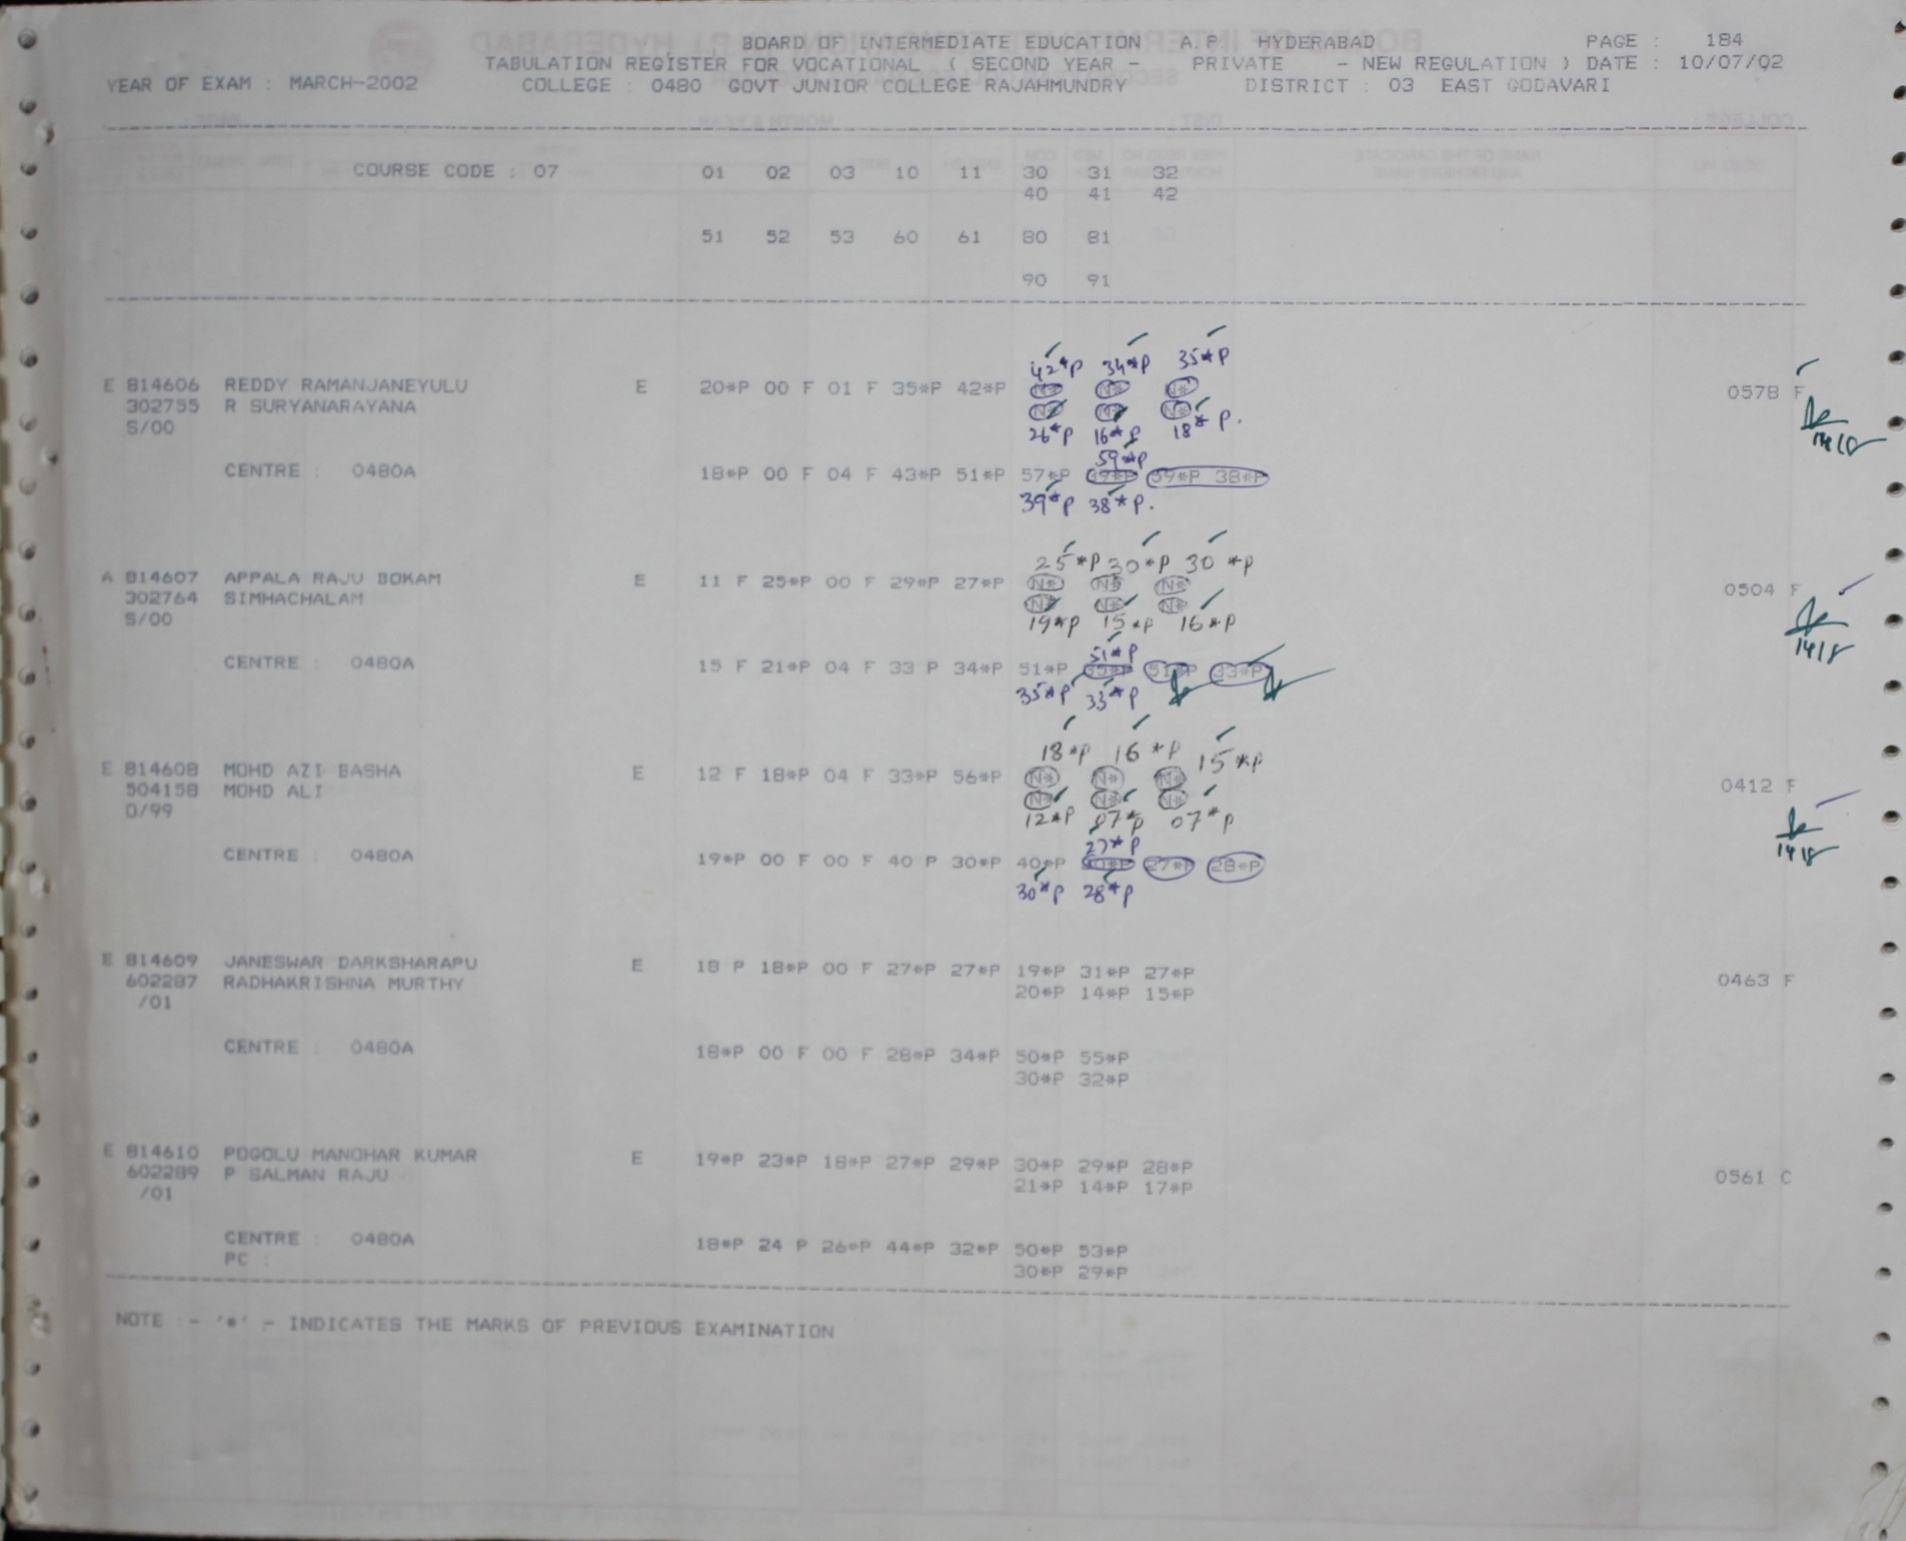 BOARD OF INTERMEDIATE EDUCATION A.P. HYDERABAD PAGE : 184
TABULATION REGISTER FOR VOCATIONAL ( SECOND YEAR - PRIVATE - NEW REGULATION ) DATE : 10/07/02
YEAR OF EXAM : MARCH-2002 COLLEGE : 0480 GOVT JUNIOR COLLEGE RAJAHMUNDRY DISTRICT : 03 EAST GODAVARI
COURSE CODE : 07 01 02 03 10 11 30 31 32
40 41 42
51 52 53 60 61 80 81
90 91
42*P 34*P 35*P
E 814606 REDDY RAMANJANEYULU E 20*P 00 F 01 F 35*P 42*P N* N* N* 0578 F
302755 R SURYANARAYANA N* N* N*
S/00 26*P 16*P 18*P.
59*P
CENTRE : 0480A 18*P 00 F 04 F 43*P 51*P 57*P 39*P 59*P 38*P
39*P 38*P.
25*P 30*P 30*P
A 814607 APPALA RAJU BOKAM E 11 F 25*P 00 F 29*P 27*P N* N* N* 0504 F
302764 SIMHACHALAM N* N* N*
S/00 19*P 15*P 16*P
51*P
CENTRE : 0480A 15 F 21*P 04 F 33 P 34*P 51*P 35*P 51*P 33*P
35*P 33*P
18*P 16*P 15*P
E 814608 MOHD AZI BASHA E 12 F 18*P 04 F 33*P 56*P N* N* N* 0412 F
504158 MOHD ALI N* N* N*
O/99 12*P 07*P 07*P
27*P
CENTRE : 0480A 19*P 00 F 00 F 40 P 30*P 40*P 30*P 27*P 28*P
30*P 28*P
E 814609 JANESWAR DARKSHARAPU E 18 P 18*P 00 F 27*P 27*P 19*P 31*P 27*P 0463 F
602287 RADHAKRISHNA MURTHY 20*P 14*P 15*P
/01
CENTRE : 0480A 18*P 00 F 00 F 28*P 34*P 50*P 55*P
30*P 32*P
E 814610 POGOLU MANOHAR KUMAR E 19*P 23*P 18*P 27*P 29*P 30*P 29*P 28*P 0561 C
602289 P SALMAN RAJU 21*P 14*P 17*P
/01
CENTRE : 0480A 18*P 24 P 26*P 44*P 32*P 50*P 53*P
PC : 30*P 29*P
NOTE :- '*' - INDICATES THE MARKS OF PREVIOUS EXAMINATION